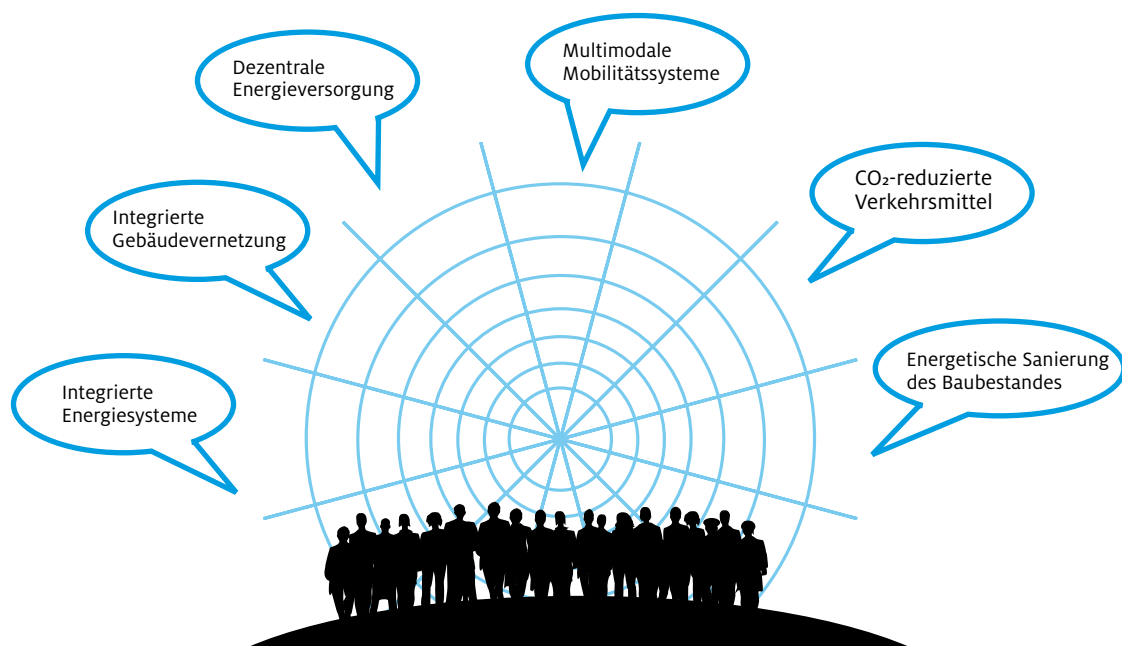 Multimodale
Mobilitätssysteme
Dezentrale
Energieversorgung
CO₂-reduzierte
Verkehrsmittel
Integrierte
Gebäudevernetzung
Energetische Sanierung
des Baubestandes
Integrierte
Energiesysteme